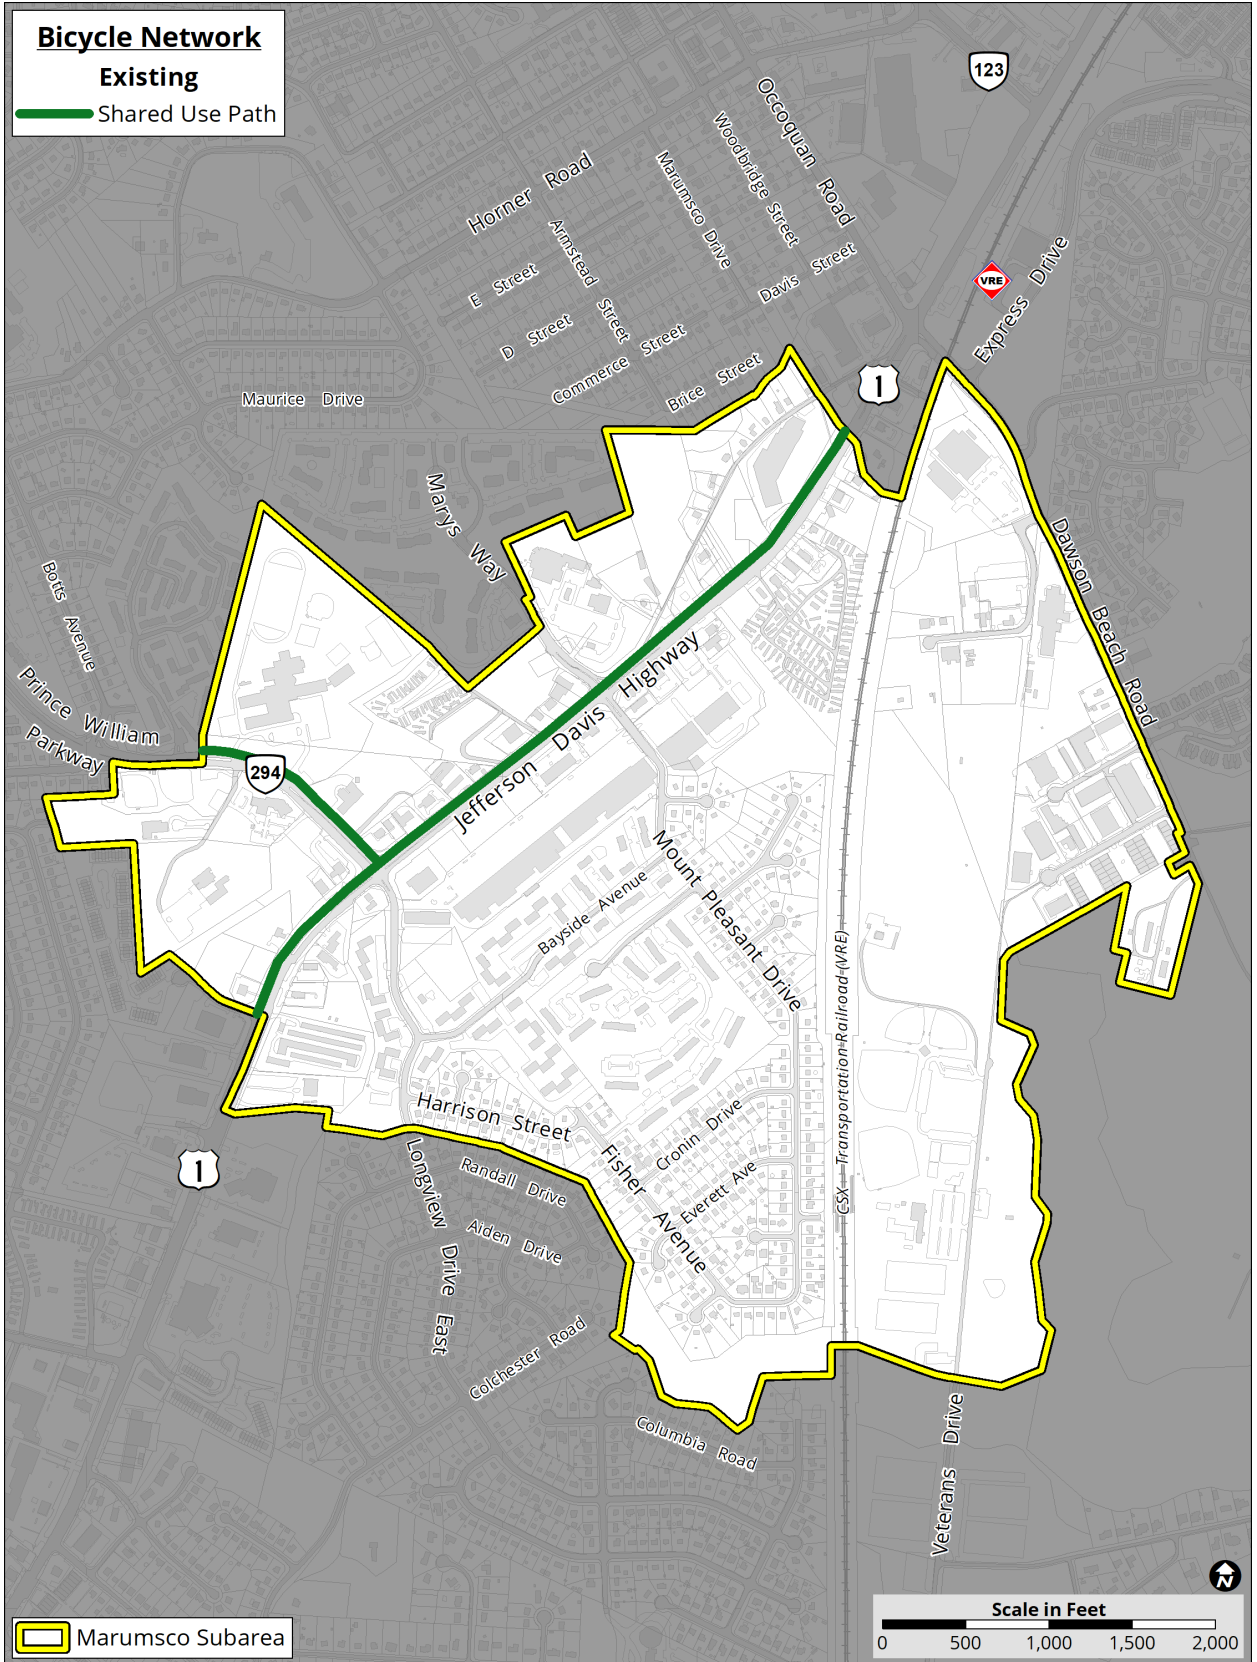 Bicycle Network
Existing
Shared Use Path
123
Occoquan Road
Woodbridge Street
Marumsco Drive
Horner Road
Armstead Street
E Street
D Street
Davis Street
Commerce Street
Brice Street
VRE
Express Drive
1
Maurice Drive
Marys Way
Botts Avenue
Prince William
Parkway
294
Jefferson Davis Highway
Dawson Beach Road
Mount Pleasant Drive
Bayside Avenue
CSX Transportation Railroad (VRE)
Harrison Street
Cronin Drive
Everett Ave
Fisher Avenue
1
Longview Drive East
Randall Drive
Aiden Drive
Colchester Road
Columbia Road
Veterans Drive
N
Marumsco Subarea
Scale in Feet
0 500 1,000 1,500 2,000